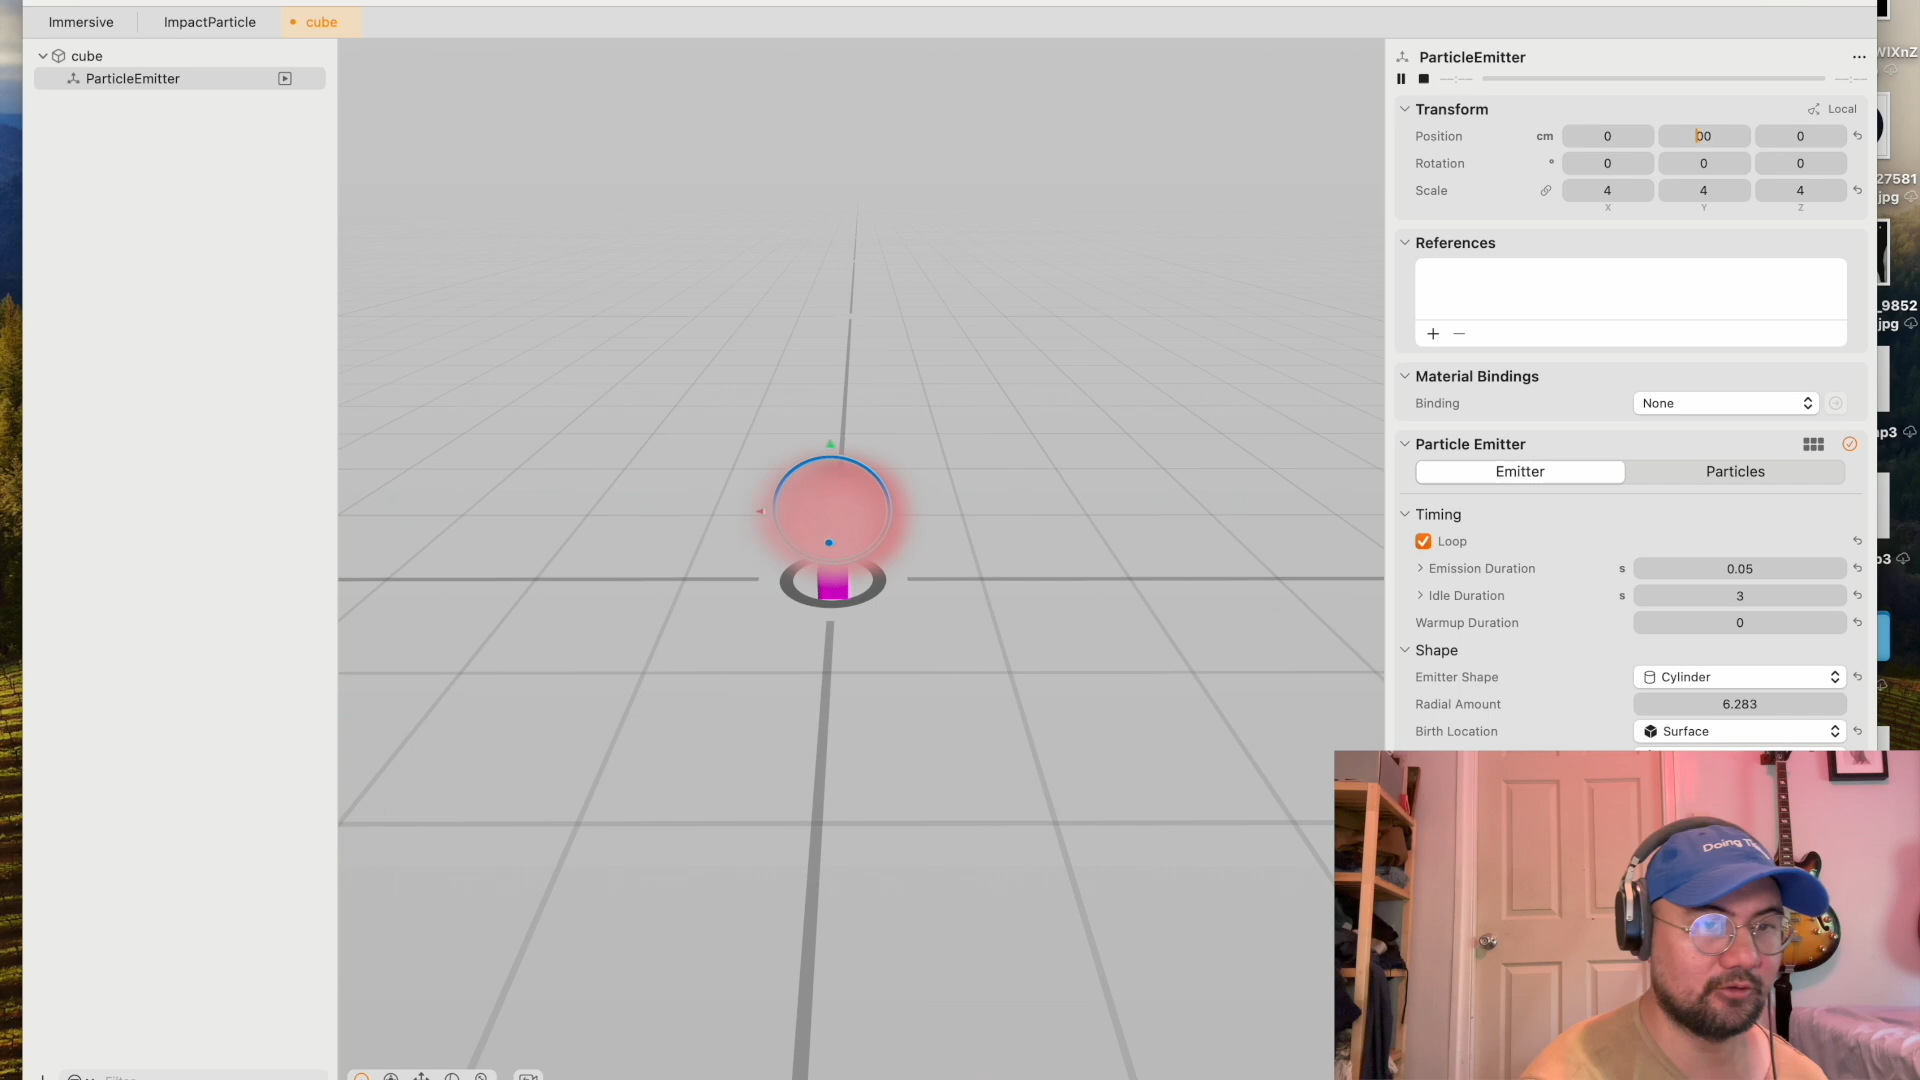 Immersive
ImpactParticle
cube
cube
ParticleEmitter
ParticleEmitter
Transform
Local
Position cm 0 00 0
Rotation ° 0 0 0
Scale 4 4 4
X Y Z
References
Material Bindings
Binding None
Particle Emitter
Emitter
Particles
Timing
Loop
Emission Duration s 0.05
Idle Duration s 3
Warmup Duration 0
Shape
Emitter Shape Cylinder
Radial Amount 6.283
Birth Location Surface
WIXnZ
27581
jpg
_9852
jpg
p3
Doing